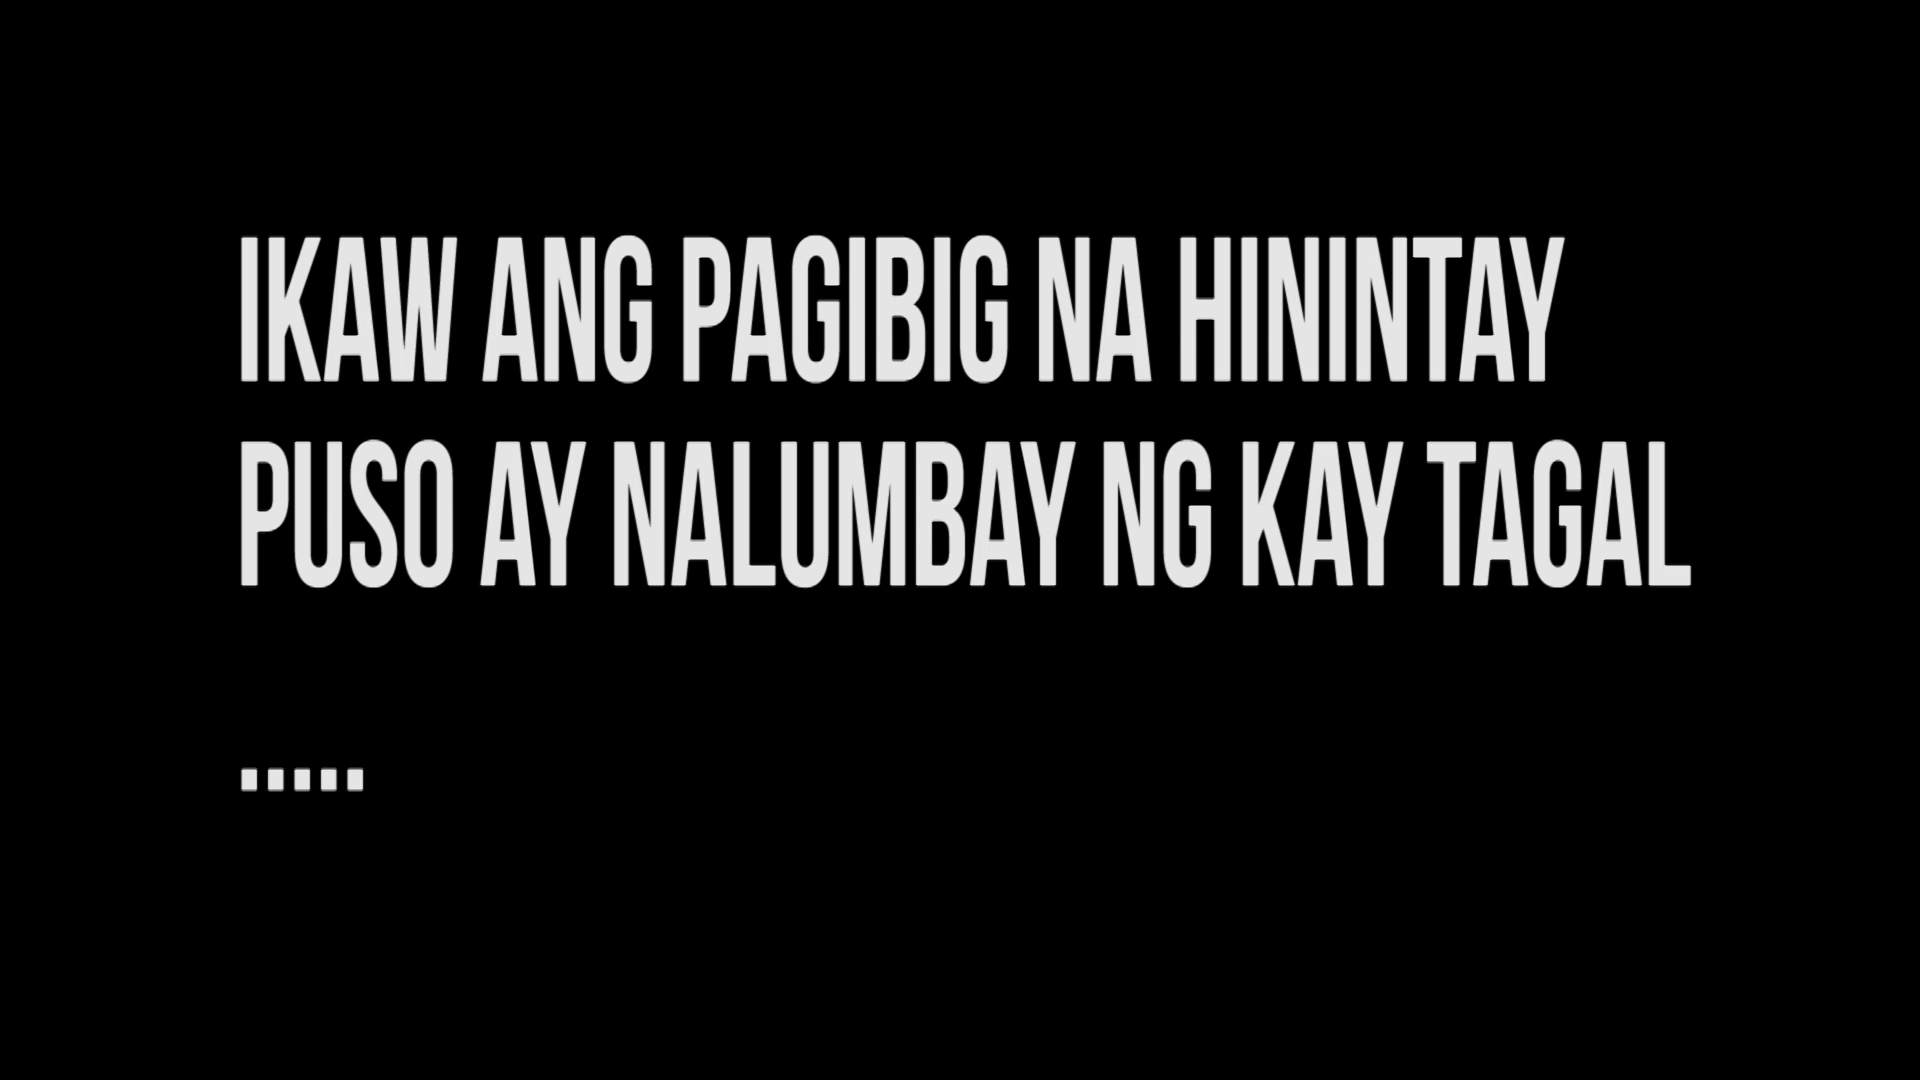 IKAW ANG PAGIBIG NA HININTAY
PUSO AY NALUMBAY NG KAY TAGAL
.....